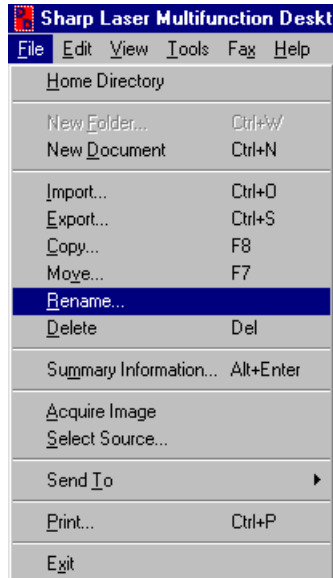 Sharp Laser Multifunction Deskt
File Edit View Tools Fax Help
Home Directory
New Folder... Ctrl+W
New Document Ctrl+N
Import... Ctrl+O
Export... Ctrl+S
Copy... F8
Move... F7
Rename...
Delete Del
Summary Information... Alt+Enter
Acquire Image
Select Source...
Send To
Print... Ctrl+P
Exit